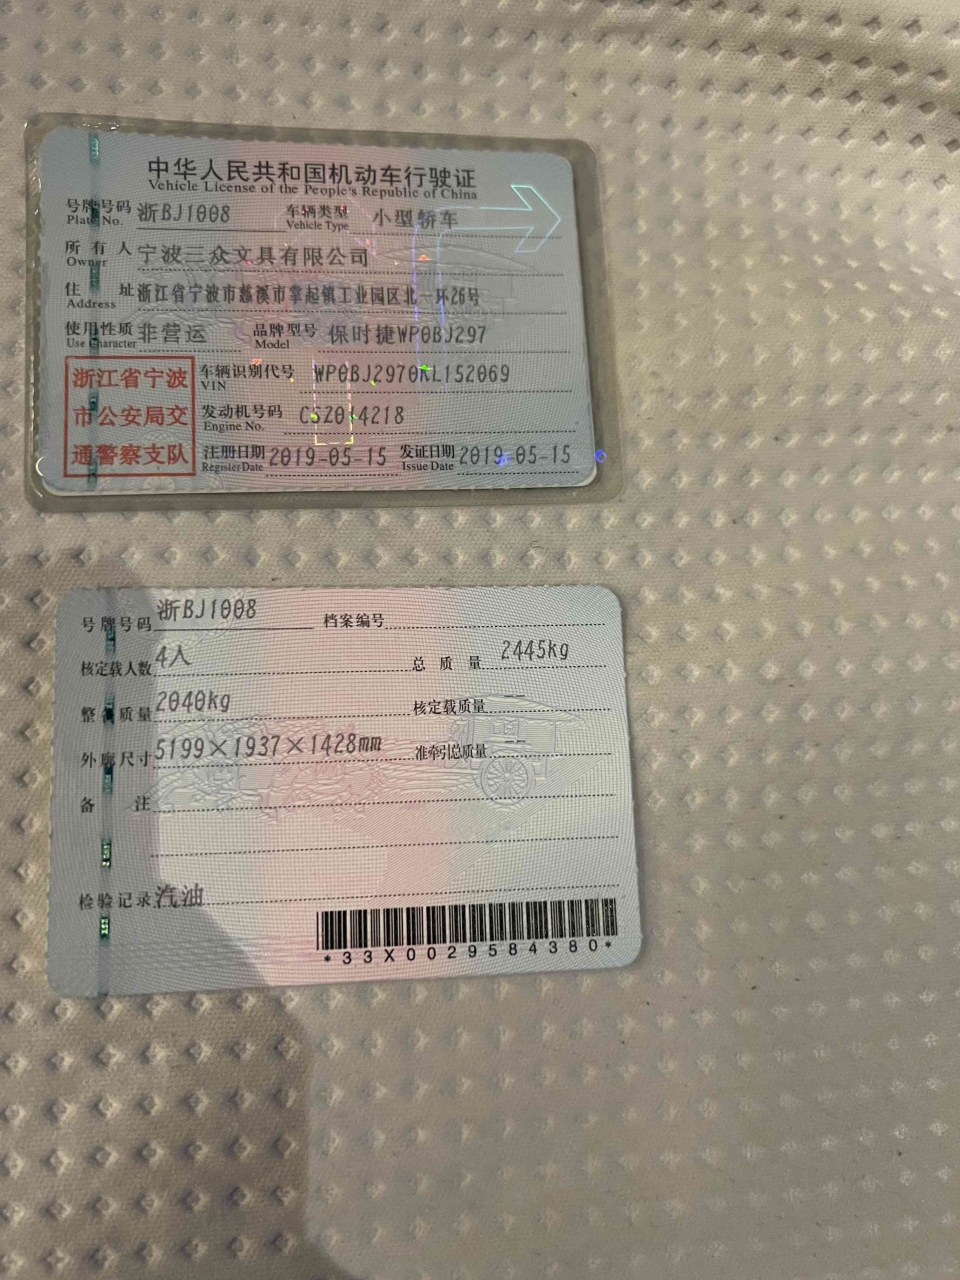 中华人民共和国机动车行驶证
Vehicle License of the People's Republic of China
号牌号码 浙BJ1008 车辆类型 小型轿车
Plate No. Vehicle Type
所有人 宁波三众文具有限公司
Owner
住址 浙江省宁波市慈溪市掌起镇工业园区北一环26号
Address
使用性质 非营运 品牌型号 保时捷WP0BJ297
Use Character Model
浙江省宁波
市公安局交
通警察支队
车辆识别代号 WP0BJ2970KL152069
VIN
发动机号码 CSZ014218
Engine No.
注册日期 2019-05-15 发证日期 2019-05-15
Register Date Issue Date
号牌号码 浙BJ1008 档案编号
核定载人数 4人 总质量 2445kg
整备质量 2040kg 核定载质量 --
外廓尺寸 5199×1937×1428mm 准牵引总质量 --
备注
检验记录 汽油
*33X0029584380*